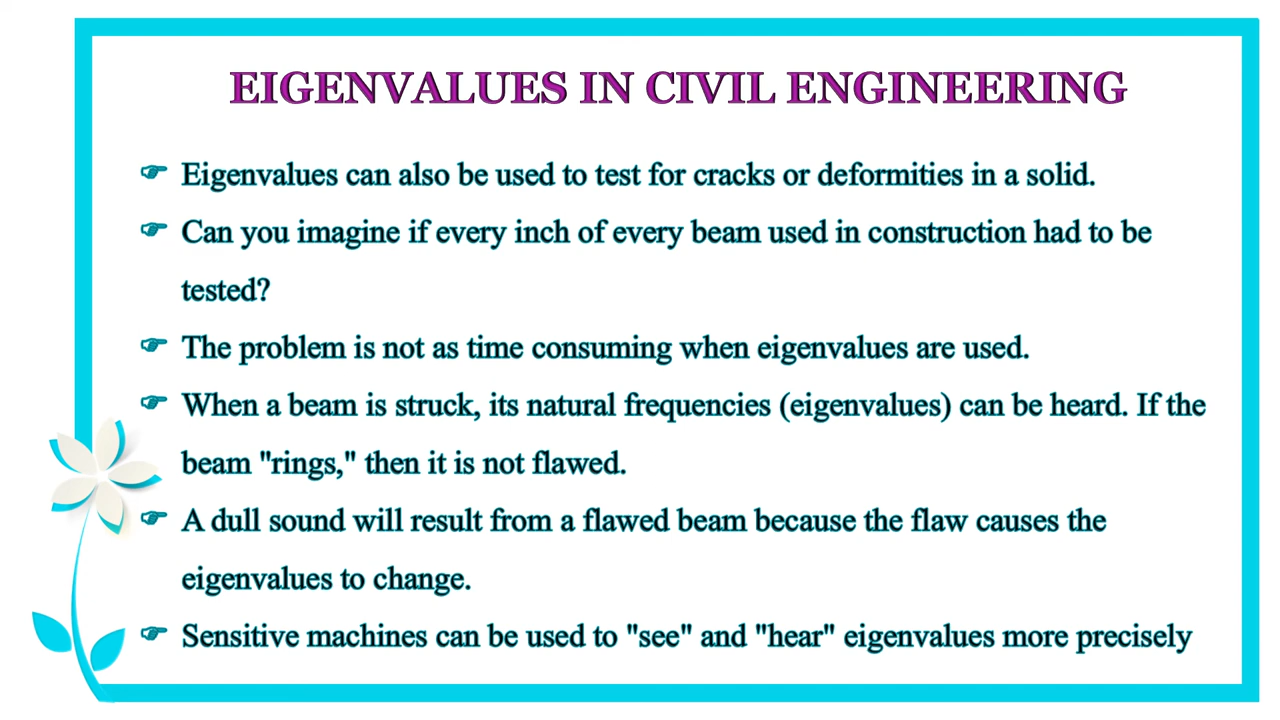 EIGENVALUES IN CIVIL ENGINEERING
☞ Eigenvalues can also be used to test for cracks or deformities in a solid.
☞ Can you imagine if every inch of every beam used in construction had to be
tested?
☞ The problem is not as time consuming when eigenvalues are used.
☞ When a beam is struck, its natural frequencies (eigenvalues) can be heard. If the
beam "rings," then it is not flawed.
☞ A dull sound will result from a flawed beam because the flaw causes the
eigenvalues to change.
☞ Sensitive machines can be used to "see" and "hear" eigenvalues more precisely